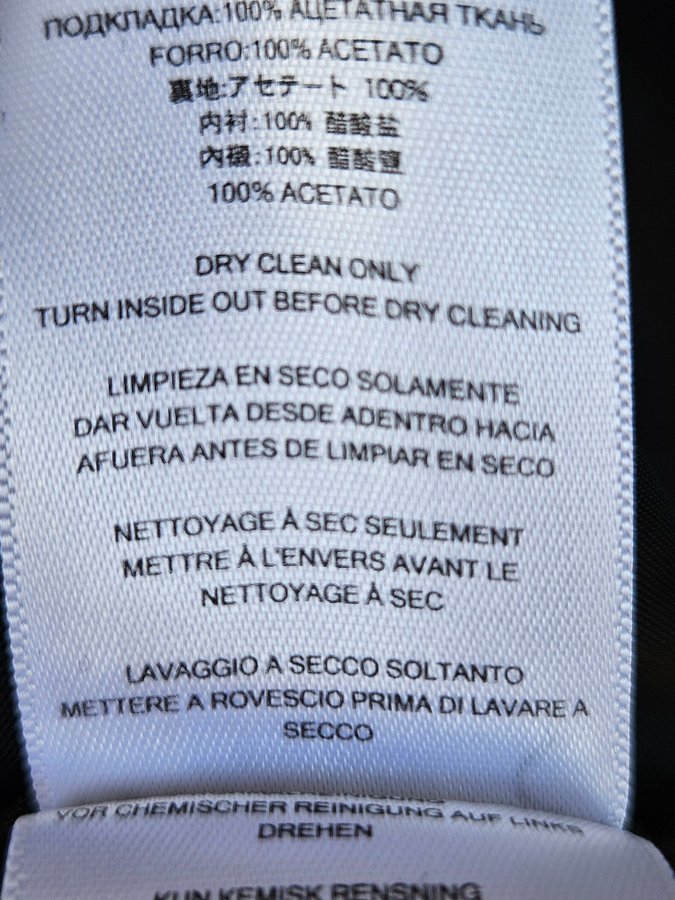 ПОДКЛАДКА:100% АЦЕТАТНАЯ ТКАНЬ
FORRO:100% ACETATO
裏地:アセテート 100%
内衬:100% 醋酸盐
內襯:100% 醋酸鹽
100% ACETATO
DRY CLEAN ONLY
TURN INSIDE OUT BEFORE DRY CLEANING
LIMPIEZA EN SECO SOLAMENTE
DAR VUELTA DESDE ADENTRO HACIA
AFUERA ANTES DE LIMPIAR EN SECO
NETTOYAGE À SEC SEULEMENT
METTRE À L'ENVERS AVANT LE
NETTOYAGE À SEC
LAVAGGIO A SECCO SOLTANTO
METTERE A ROVESCIO PRIMA DI LAVARE A
SECCO
VOR CHEMISCHER REINIGUNG AUF LINKS
DREHEN
KUN KEMISK RENSNING